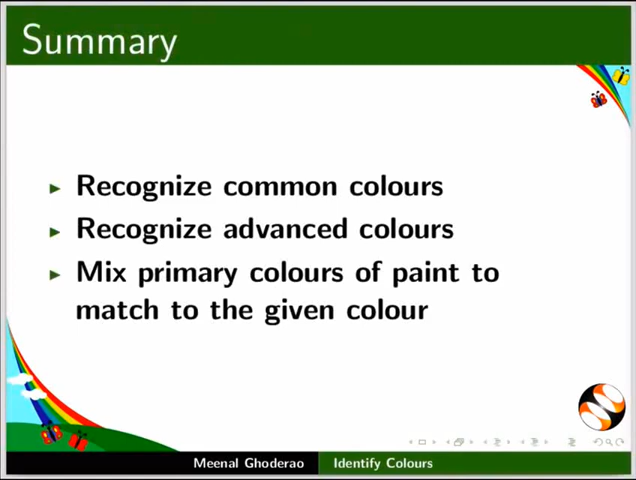 Summary
Recognize common colours
Recognize advanced colours
Mix primary colours of paint to
match to the given colour
Meenal Ghoderao Identify Colours